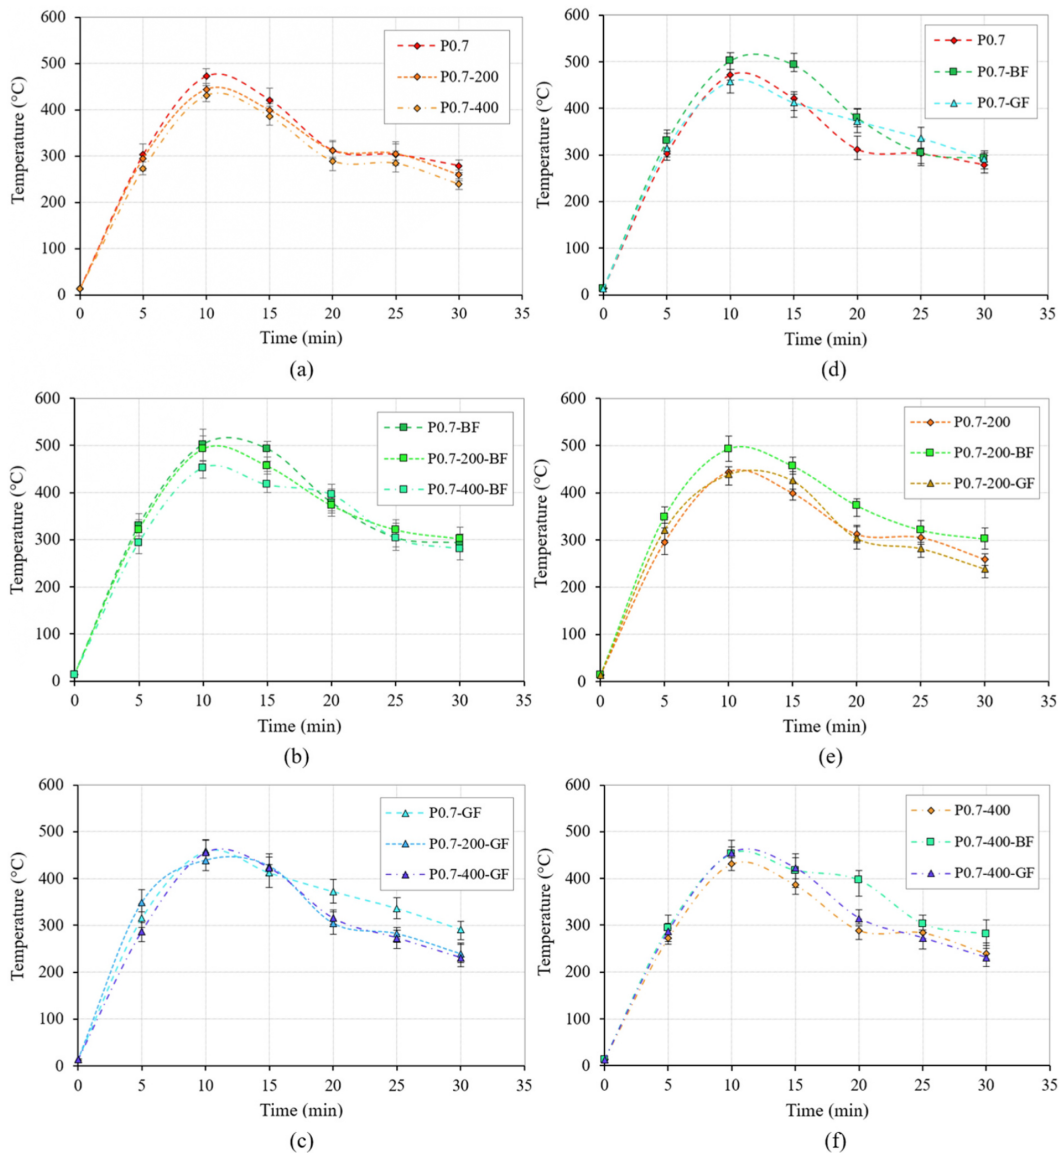 600
500
400
300
200
100
0
Temperature (°C)
P0.7
P0.7-200
P0.7-400
0 5 10 15 20 25 30 35
Time (min)
(a)
600
500
400
300
200
100
0
Temperature (°C)
P0.7
P0.7-BF
P0.7-GF
0 5 10 15 20 25 30 35
Time (min)
(d)
600
500
400
300
200
100
0
Temperature (°C)
P0.7-BF
P0.7-200-BF
P0.7-400-BF
0 5 10 15 20 25 30 35
Time (min)
(b)
600
500
400
300
200
100
0
Temperature (°C)
P0.7-200
P0.7-200-BF
P0.7-200-GF
0 5 10 15 20 25 30 35
Time (min)
(e)
600
500
400
300
200
100
0
Temperature (°C)
P0.7-GF
P0.7-200-GF
P0.7-400-GF
0 5 10 15 20 25 30 35
Time (min)
(c)
600
500
400
300
200
100
0
Temperature (°C)
P0.7-400
P0.7-400-BF
P0.7-400-GF
0 5 10 15 20 25 30 35
Time (min)
(f)